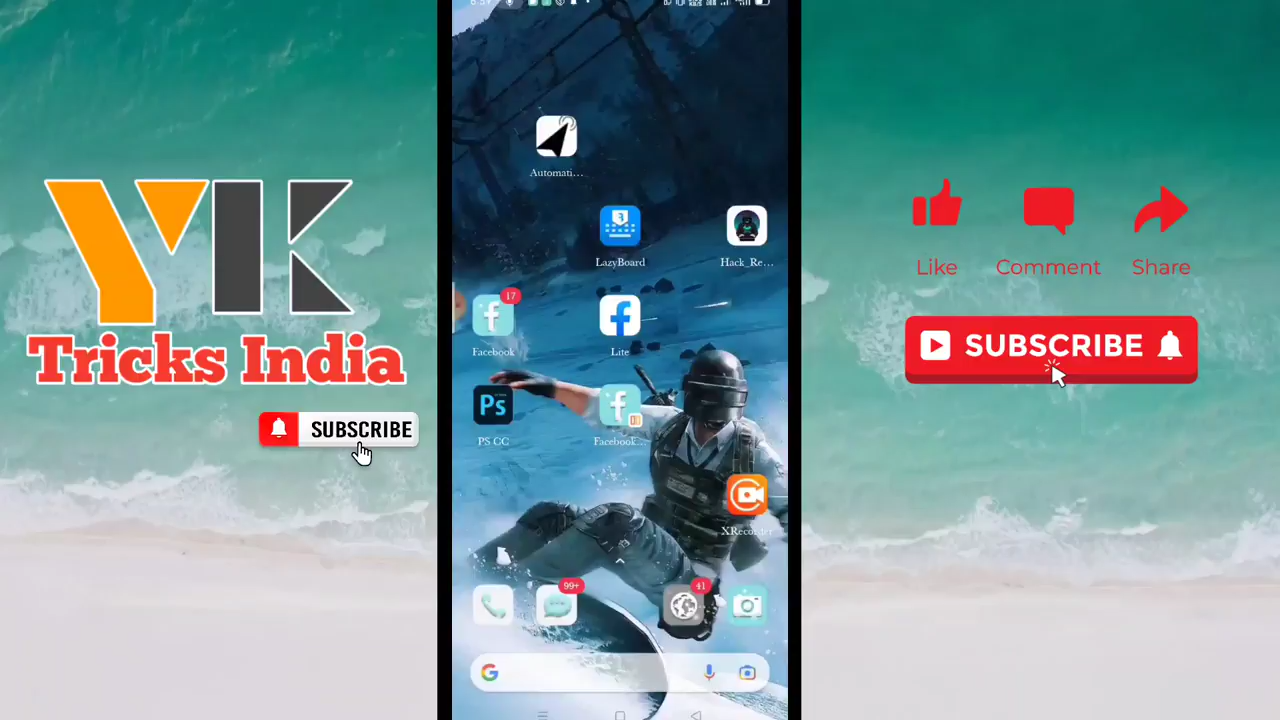 Automati...
LazyBoard
Hack_Re...
17
Facebook
Lite
Ps
PS CC
Facebook...
XRecorder
99+
41
YK
Tricks India
SUBSCRIBE
Like
Comment
Share
SUBSCRIBE